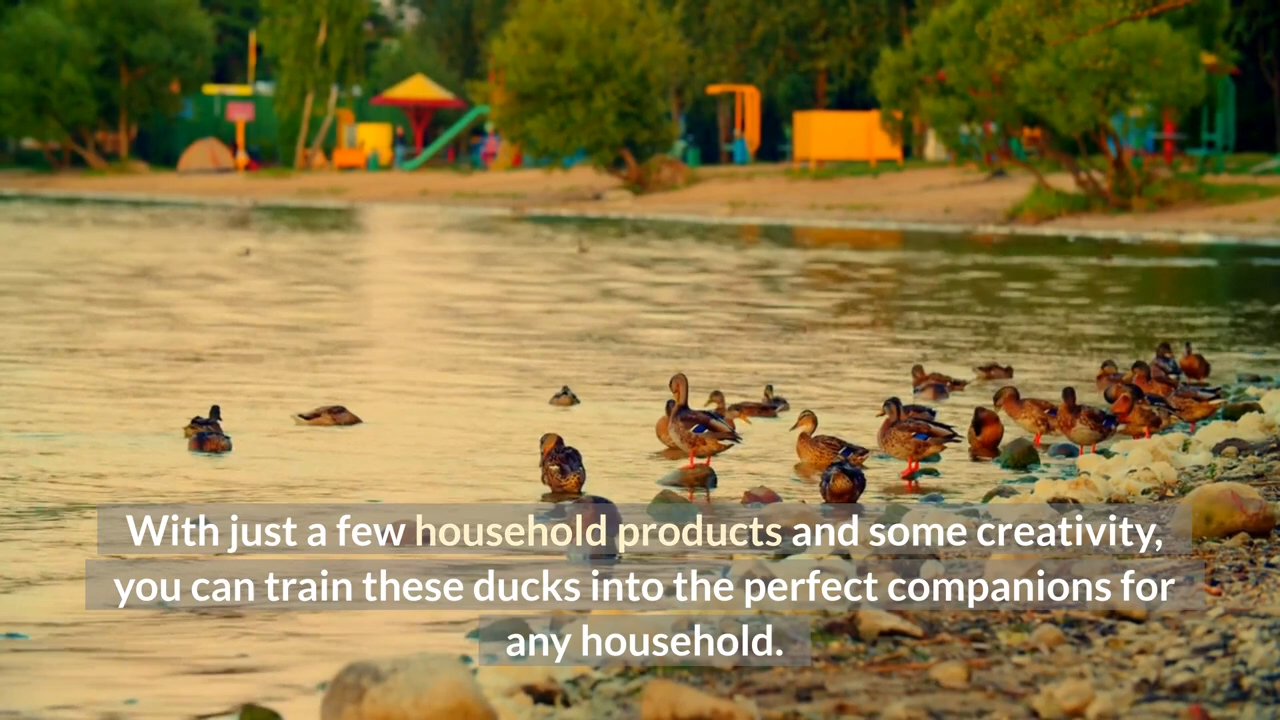 With just a few household products and some creativity,
you can train these ducks into the perfect companions for
any household.